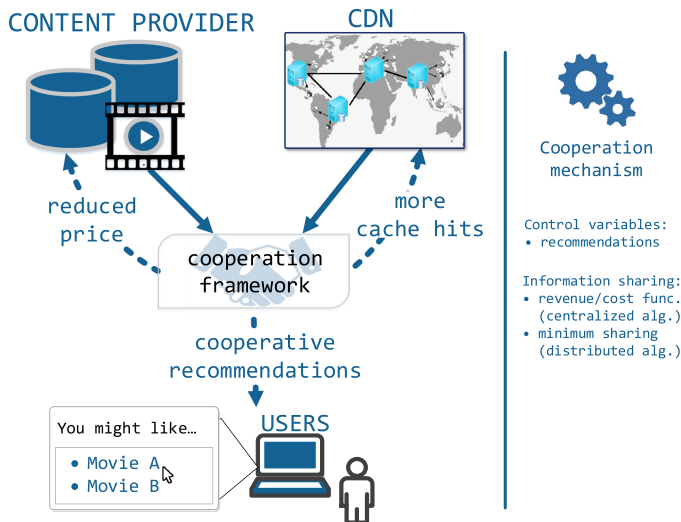 CONTENT PROVIDER
CDN
reduced
price
more
cache hits
cooperation
framework
cooperative
recommendations
USERS
You might like…
• Movie A
• Movie B
Cooperation
mechanism
Control variables:
• recommendations
Information sharing:
• revenue/cost func.
(centralized alg.)
• minimum sharing
(distributed alg.)